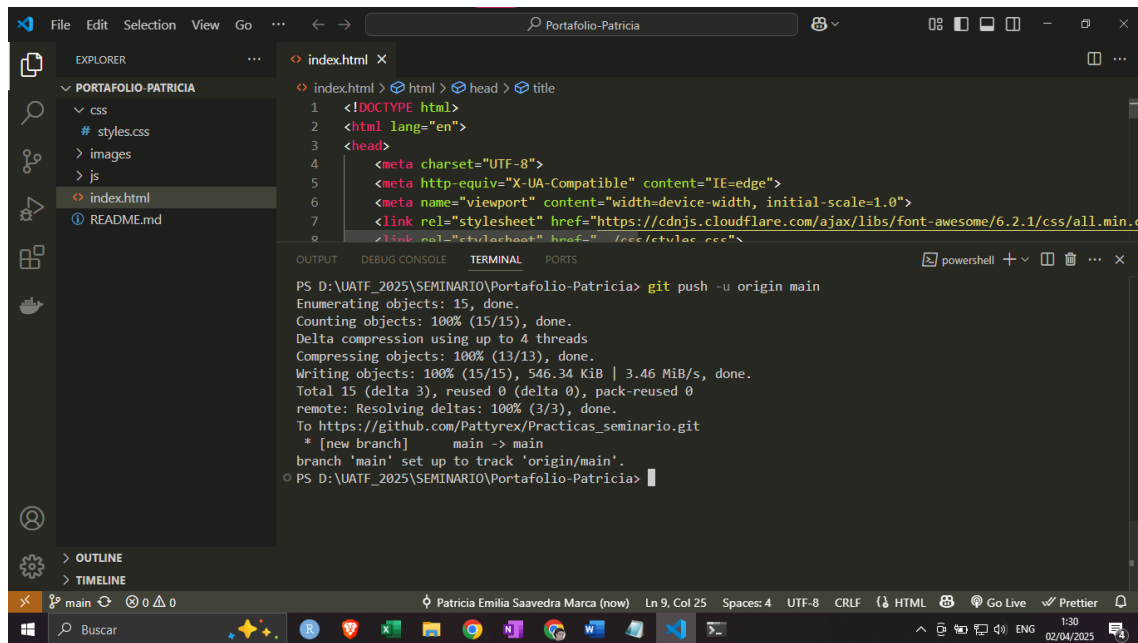 File Edit Selection View Go ··· Portafolio-Patricia
EXPLORER ···
PORTAFOLIO-PATRICIA
css
# styles.css
images
js
index.html
README.md
OUTLINE
TIMELINE
index.html
index.html > html > head > title
1 <!DOCTYPE html>
2 <html lang="en">
3 <head>
4 <meta charset="UTF-8">
5 <meta http-equiv="X-UA-Compatible" content="IE=edge">
6 <meta name="viewport" content="width=device-width, initial-scale=1.0">
7 <link rel="stylesheet" href="https://cdnjs.cloudflare.com/ajax/libs/font-awesome/6.2.1/css/all.min.
8 <link rel="stylesheet" href="../css/styles.css">
OUTPUT DEBUG CONSOLE TERMINAL PORTS powershell
PS D:\UATF_2025\SEMINARIO\Portafolio-Patricia> git push -u origin main
Enumerating objects: 15, done.
Counting objects: 100% (15/15), done.
Delta compression using up to 4 threads
Compressing objects: 100% (13/13), done.
Writing objects: 100% (15/15), 546.34 KiB | 3.46 MiB/s, done.
Total 15 (delta 3), reused 0 (delta 0), pack-reused 0
remote: Resolving deltas: 100% (3/3), done.
To https://github.com/Pattyrex/Practicas_seminario.git
* [new branch] main -> main
branch 'main' set up to track 'origin/main'.
PS D:\UATF_2025\SEMINARIO\Portafolio-Patricia>
main 0 0 Patricia Emilia Saavedra Marca (now) Ln 9, Col 25 Spaces: 4 UTF-8 CRLF HTML Go Live Prettier
Buscar ENG 1:30
02/04/2025